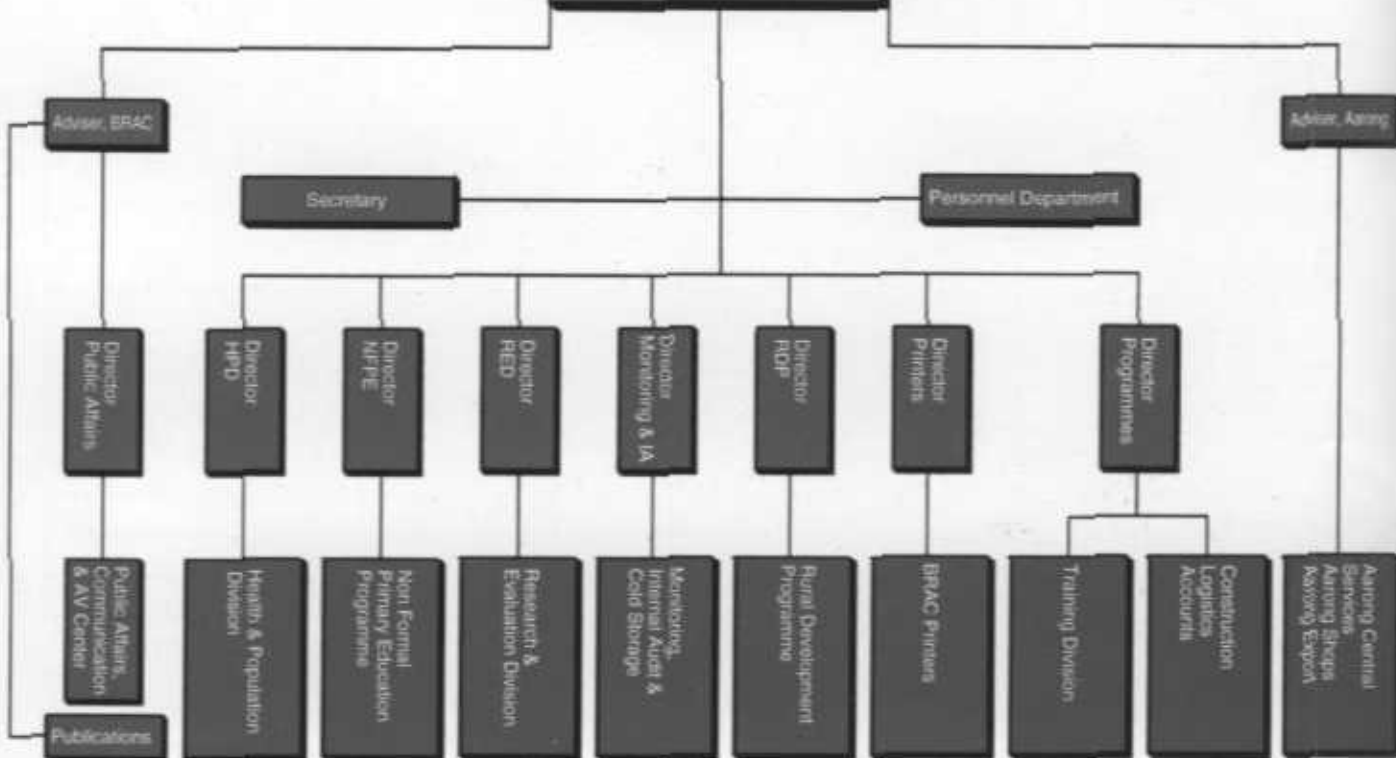 Adviser, BRAC
Adviser, Aarong
Secretary
Personnel Department
Director
Public Affairs
Director
HPD
Director
NFPE
Director
RED
Director
Monitoring & IA
Director
RDP
Director
Printers
Director
Programmes
Public Affairs,
Communication
& AV Center
Health & Population
Division
Non Formal
Primary Education
Programme
Research &
Evaluation Division
Monitoring,
Internal Audit &
Cold Storage
Rural Development
Programme
BRAC Printers
Training Division
Construction
Logistics
Accounts
Aarong Central
Services
Aarong Shops
Aarong Export
Publications